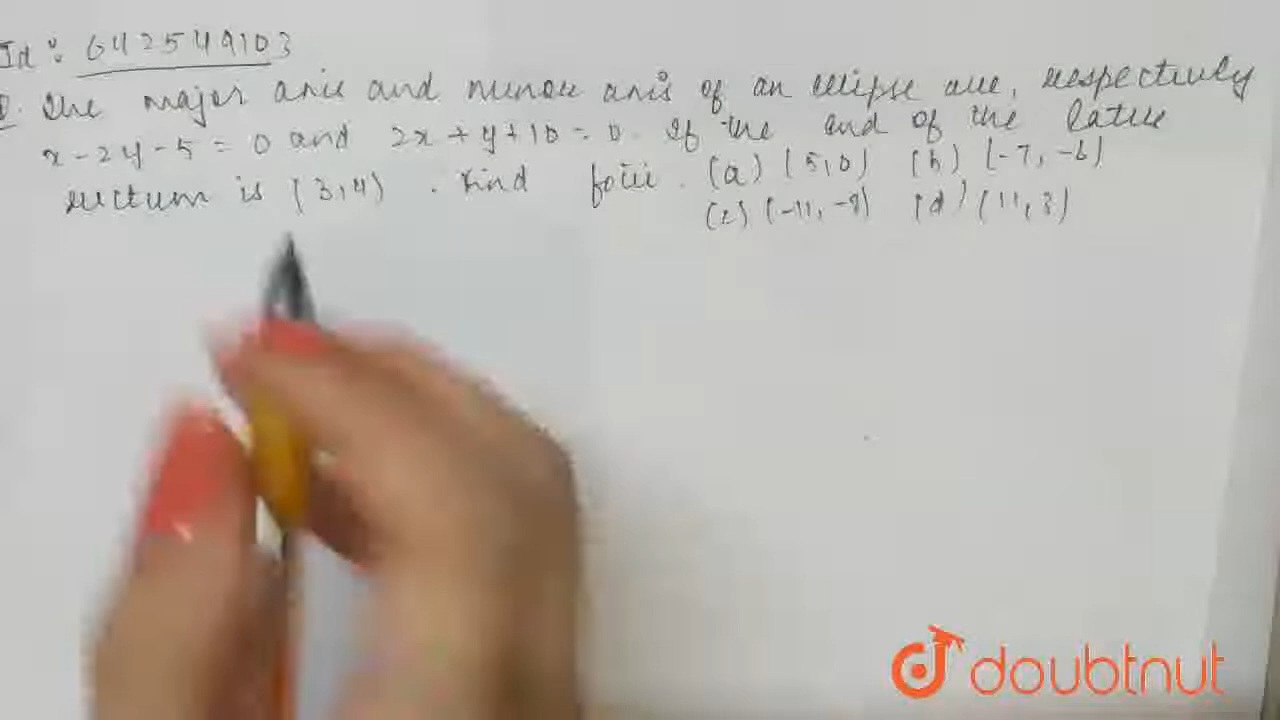 Id : 642549103
Q. The major axis and minor axis of an ellipse are, respectively
x - 2y - 5 = 0 and 2x + y + 10 = 0. If the end of the latus
rectum is (3,4). Find focii. (a) (5,0) (b) (-7,-6)
(c) (-11,-8) (d) (11,3)
doubtnut